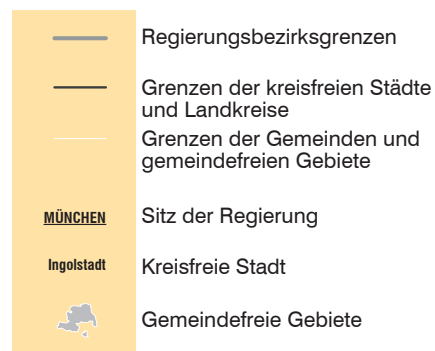 Regierungsbezirksgrenzen
Grenzen der kreisfreien Städte
und Landkreise
Grenzen der Gemeinden und
gemeindefreien Gebiete
MÜNCHEN Sitz der Regierung
Ingolstadt Kreisfreie Stadt
Gemeindefreie Gebiete